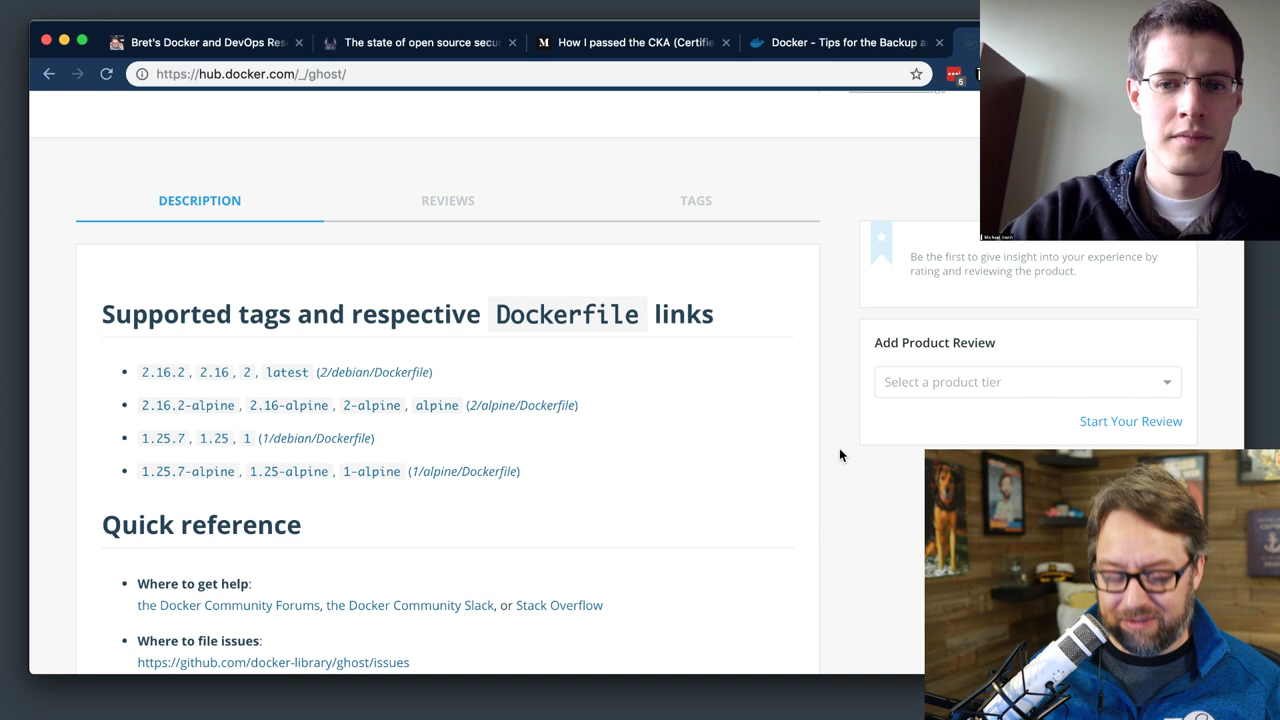 Bret's Docker and DevOps Res
The state of open source secu
M How I passed the CKA (Certifie
Docker - Tips for the Backup a
https://hub.docker.com/_/ghost/
6
DESCRIPTION
REVIEWS
TAGS
Be the first to give insight into your experience by
rating and reviewing the product.
Add Product Review
Select a product tier
Start Your Review
Supported tags and respective Dockerfile links
• 2.16.2, 2.16, 2, latest (2/debian/Dockerfile)
• 2.16.2-alpine, 2.16-alpine, 2-alpine, alpine (2/alpine/Dockerfile)
• 1.25.7, 1.25, 1 (1/debian/Dockerfile)
• 1.25.7-alpine, 1.25-alpine, 1-alpine (1/alpine/Dockerfile)
Quick reference
• Where to get help:
the Docker Community Forums, the Docker Community Slack, or Stack Overflow
• Where to file issues:
https://github.com/docker-library/ghost/issues